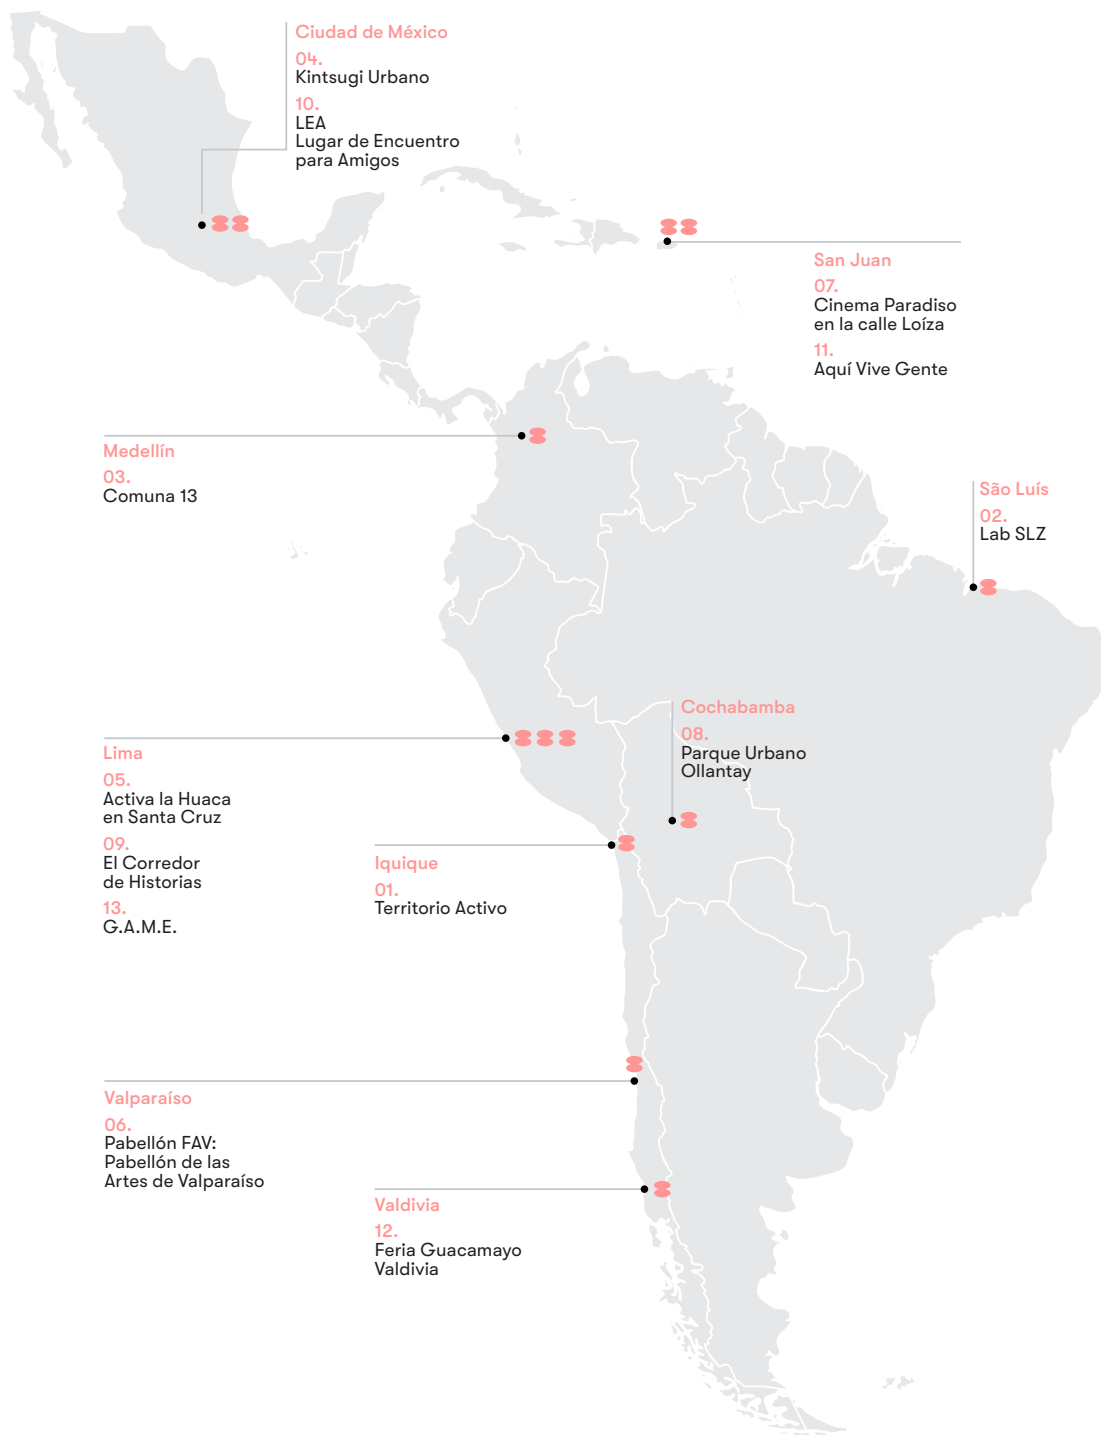 Ciudad de México
04.
Kintsugi Urbano
10.
LEA
Lugar de Encuentro
para Amigos
San Juan
07.
Cinema Paradiso
en la calle Loíza
11.
Aquí Vive Gente
Medellín
03.
Comuna 13
São Luís
02.
Lab SLZ
Cochabamba
08.
Parque Urbano
Ollantay
Lima
05.
Activa la Huaca
en Santa Cruz
09.
El Corredor
de Historias
13.
G.A.M.E.
Iquique
01.
Territorio Activo
Valparaíso
06.
Pabellón FAV:
Pabellón de las
Artes de Valparaíso
Valdivia
12.
Feria Guacamayo
Valdivia